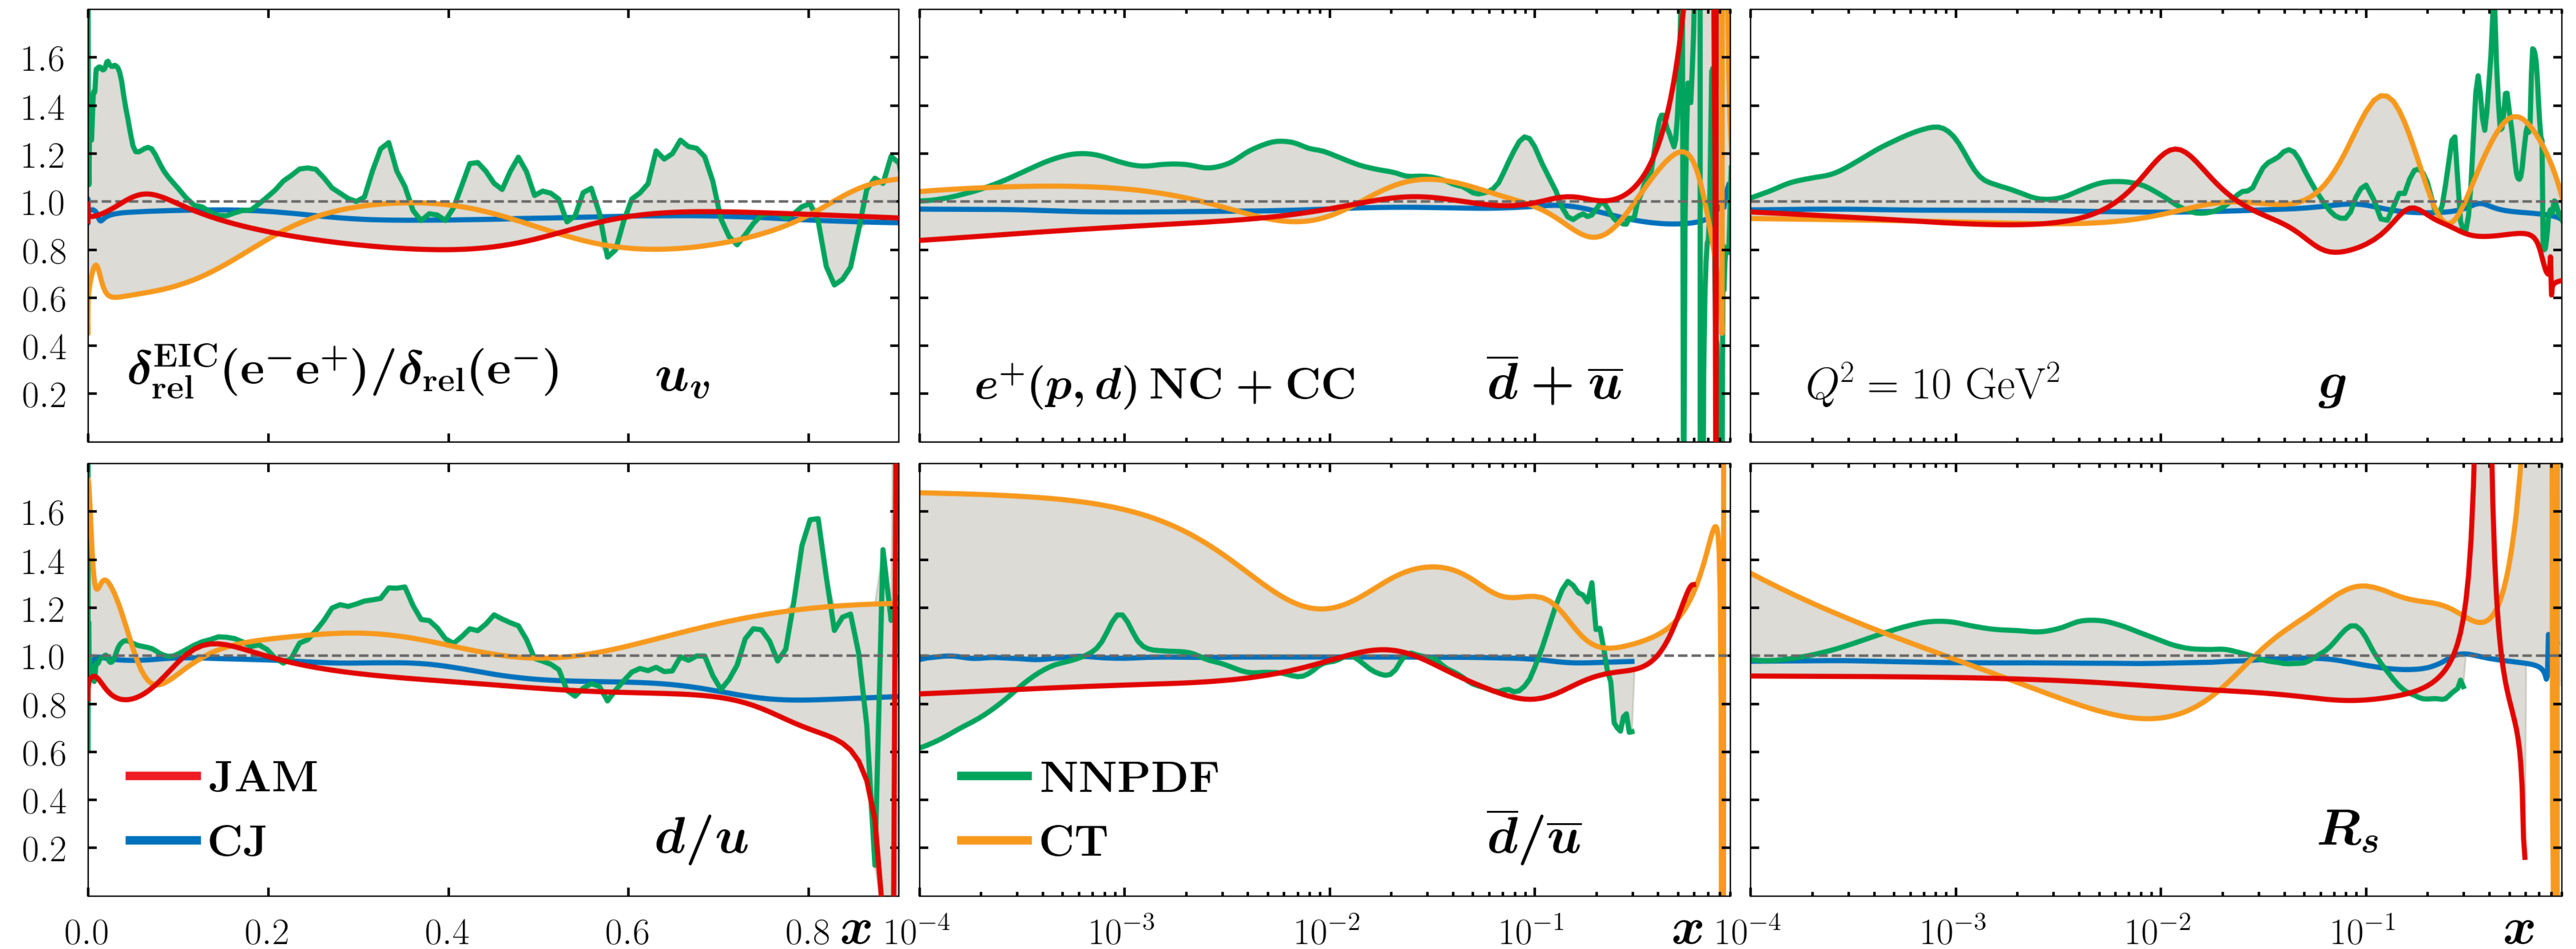 1.6
1.4
1.2
1.0
0.8
0.6
0.4
0.2
δ_rel^EIC(e⁻e⁺)/δ_rel(e⁻) u_v
e⁺(p, d) NC + CC d̅ + u̅
Q² = 10 GeV² g
1.6
1.4
1.2
1.0
0.8
0.6
0.4
0.2
JAM
CJ
d/u
NNPDF
CT
d̅/u̅
R_s
0.0 0.2 0.4 0.6 0.8 x
10⁻⁴ 10⁻³ 10⁻² 10⁻¹ x
10⁻⁴ 10⁻³ 10⁻² 10⁻¹ x